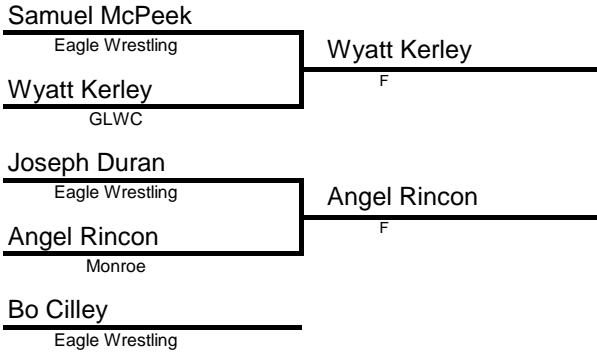 Samuel McPeek
Eagle Wrestling
Wyatt Kerley
F
Wyatt Kerley
GLWC
Joseph Duran
Eagle Wrestling
Angel Rincon
F
Angel Rincon
Monroe
Bo Cilley
Eagle Wrestling